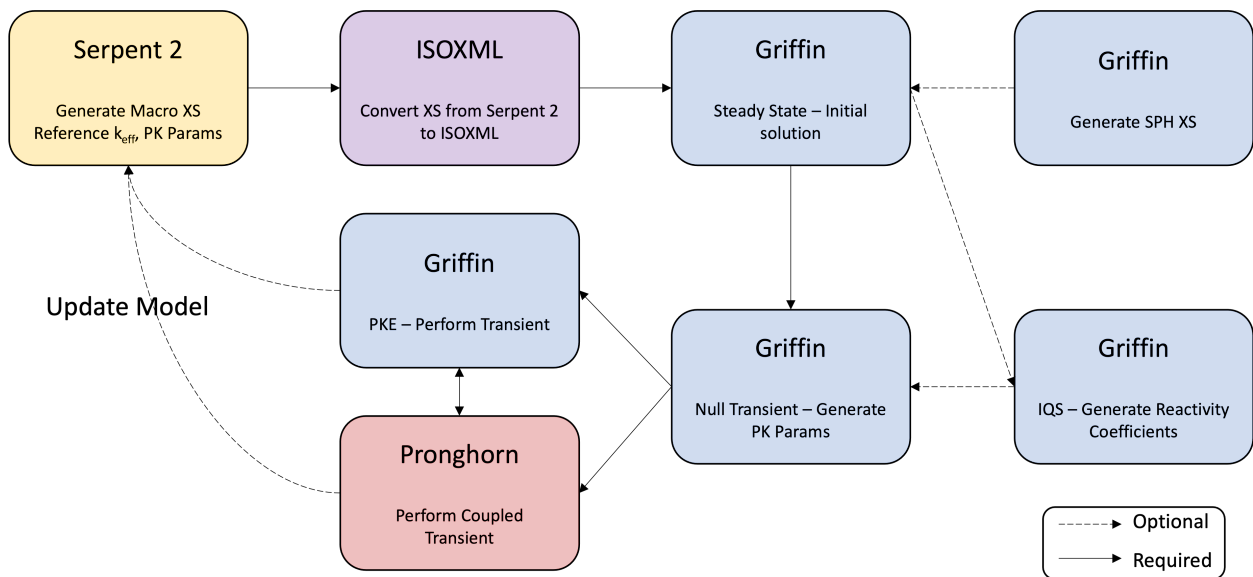 Serpent 2
Generate Macro XS
Reference keff, PK Params
ISOXML
Convert XS from Serpent 2
to ISOXML
Griffin
Steady State – Initial
solution
Griffin
Generate SPH XS
Griffin
PKE – Perform Transient
Update Model
Griffin
Null Transient – Generate
PK Params
Griffin
IQS – Generate Reactivity
Coefficients
Pronghorn
Perform Coupled
Transient
Optional
Required